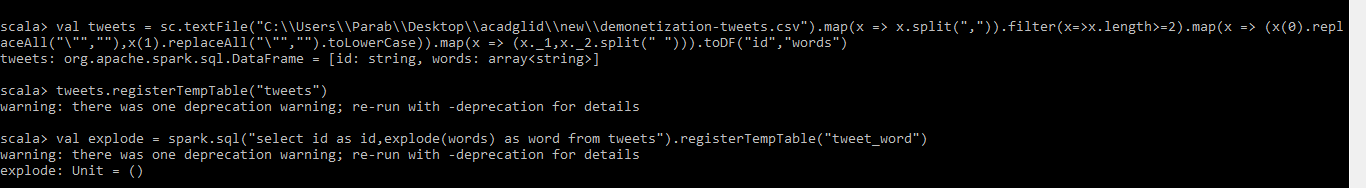 scala> val tweets = sc.textFile("C:\\Users\\Parab\\Desktop\\acadglid\\new\\demonetization-tweets.csv").map(x => x.split(",")).filter(x=>x.length>=2).map(x => (x(0).repl
aceAll("\"",""),x(1).replaceAll("\"","").toLowerCase)).map(x => (x._1,x._2.split(" "))).toDF("id","words")
tweets: org.apache.spark.sql.DataFrame = [id: string, words: array<string>]
scala> tweets.registerTempTable("tweets")
warning: there was one deprecation warning; re-run with -deprecation for details
scala> val explode = spark.sql("select id as id,explode(words) as word from tweets").registerTempTable("tweet_word")
warning: there was one deprecation warning; re-run with -deprecation for details
explode: Unit = ()